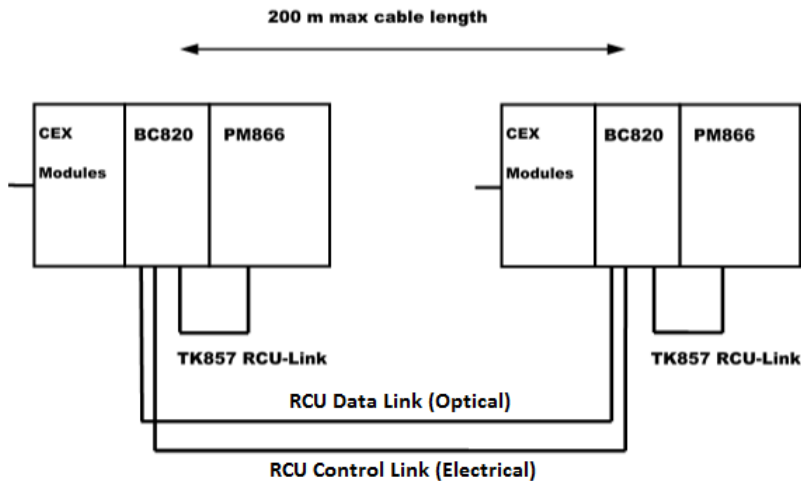 200 m max cable length
CEX
Modules
BC820
PM866
CEX
Modules
BC820
PM866
TK857 RCU-Link
TK857 RCU-Link
RCU Data Link (Optical)
RCU Control Link (Electrical)